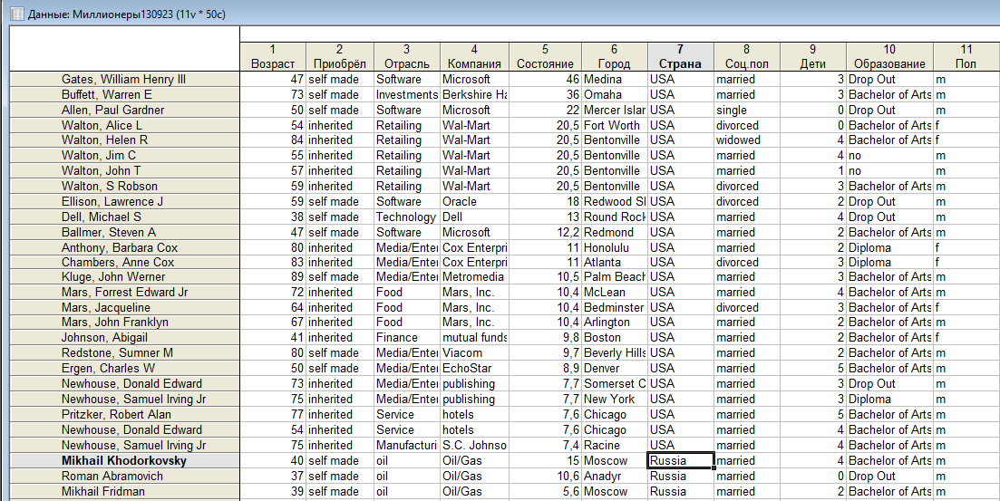 Данные: Миллионеры130923 (11v * 50c)
1 2 3 4 5 6 7 8 9 10 11
Возраст Приобрёл Отрасль Компания Состояние Город Страна Соц.пол Дети Образование Пол
Gates, William Henry III 47 self made Software Microsoft 46 Medina USA married 3 Drop Out m
Buffett, Warren E 73 self made Investments Berkshire Ha 36 Omaha USA married 3 Bachelor of Arts m
Allen, Paul Gardner 50 self made Software Microsoft 22 Mercer Islan USA single 0 Drop Out m
Walton, Alice L 54 inherited Retailing Wal-Mart 20,5 Fort Worth USA divorced 0 Bachelor of Arts f
Walton, Helen R 84 inherited Retailing Wal-Mart 20,5 Bentonville USA widowed 4 Bachelor of Arts f
Walton, Jim C 55 inherited Retailing Wal-Mart 20,5 Bentonville USA married 4 no m
Walton, John T 57 inherited Retailing Wal-Mart 20,5 Bentonville USA married 1 no m
Walton, S Robson 59 inherited Retailing Wal-Mart 20,5 Bentonville USA divorced 3 Bachelor of Arts m
Ellison, Lawrence J 59 self made Software Oracle 18 Redwood Sh USA divorced 2 Drop Out m
Dell, Michael S 38 self made Technology Dell 13 Round Rock USA married 4 Drop Out m
Ballmer, Steven A 47 self made Software Microsoft 12,2 Redmond USA married 2 Bachelor of Arts m
Anthony, Barbara Cox 80 inherited Media/Enter Cox Enterpri 11 Honolulu USA married 2 Diploma f
Chambers, Anne Cox 83 inherited Media/Enter Cox Enterpri 11 Atlanta USA divorced 3 Diploma f
Kluge, John Werner 89 self made Media/Enter Metromedia 10,5 Palm Beach USA married 3 Bachelor of Arts m
Mars, Forrest Edward Jr 72 inherited Food Mars, Inc. 10,4 McLean USA married 4 Bachelor of Arts m
Mars, Jacqueline 64 inherited Food Mars, Inc. 10,4 Bedminster USA divorced 3 Bachelor of Arts f
Mars, John Franklyn 67 inherited Food Mars, Inc. 10,4 Arlington USA married 2 Bachelor of Arts m
Johnson, Abigail 41 inherited Finance mutual funds 9,8 Boston USA married 2 Bachelor of Arts f
Redstone, Sumner M 80 self made Media/Enter Viacom 9,7 Beverly Hills USA married 2 Bachelor of Arts m
Ergen, Charles W 50 self made Media/Enter EchoStar 8,9 Denver USA married 5 Bachelor of Arts m
Newhouse, Donald Edward 73 inherited Media/Enter publishing 7,7 Somerset C USA married 3 Drop Out m
Newhouse, Samuel Irving Jr 75 inherited Media/Enter publishing 7,7 New York USA married 3 Diploma m
Pritzker, Robert Alan 77 inherited Service hotels 7,6 Chicago USA married 5 Bachelor of Arts m
Newhouse, Donald Edward 54 inherited Service hotels 7,6 Chicago USA married 4 Bachelor of Arts m
Newhouse, Samuel Irving Jr 75 inherited Manufacturi S.C. Johnso 7,4 Racine USA married 4 Bachelor of Arts m
Mikhail Khodorkovsky 40 self made oil Oil/Gas 15 Moscow Russia married 4 Bachelor of Arts m
Roman Abramovich 37 self made oil Oil/Gas 10,6 Anadyr Russia married 0 Drop Out m
Mikhail Fridman 39 self made oil Oil/Gas 5,6 Moscow Russia married 2 Bachelor of Arts m